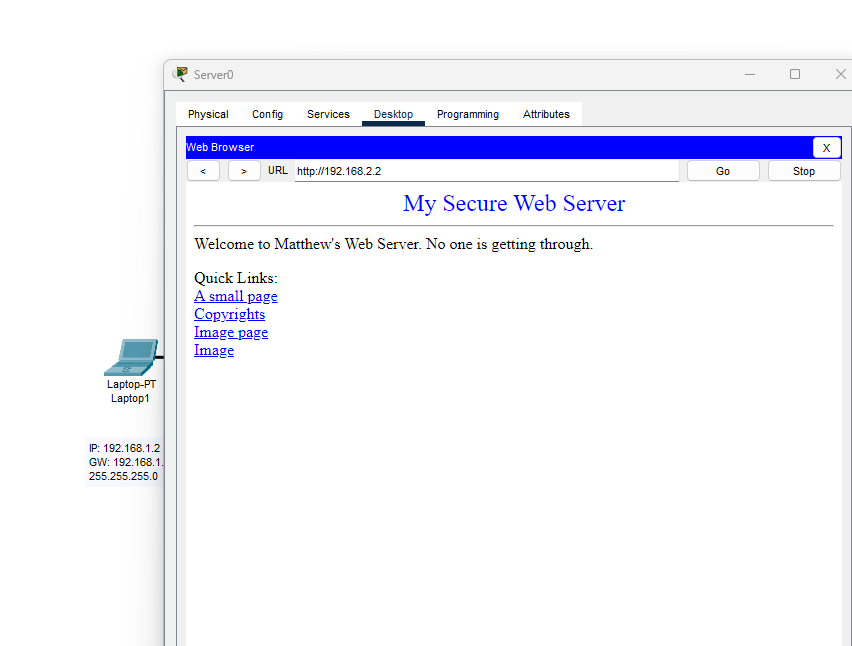 Server0
Physical Config Services Desktop Programming Attributes
Web Browser X
< > URL http://192.168.2.2 Go Stop
My Secure Web Server
Welcome to Matthew's Web Server. No one is getting through.
Quick Links:
A small page
Copyrights
Image page
Image
Laptop-PT
Laptop1
IP: 192.168.1.2
GW: 192.168.1.
255.255.255.0